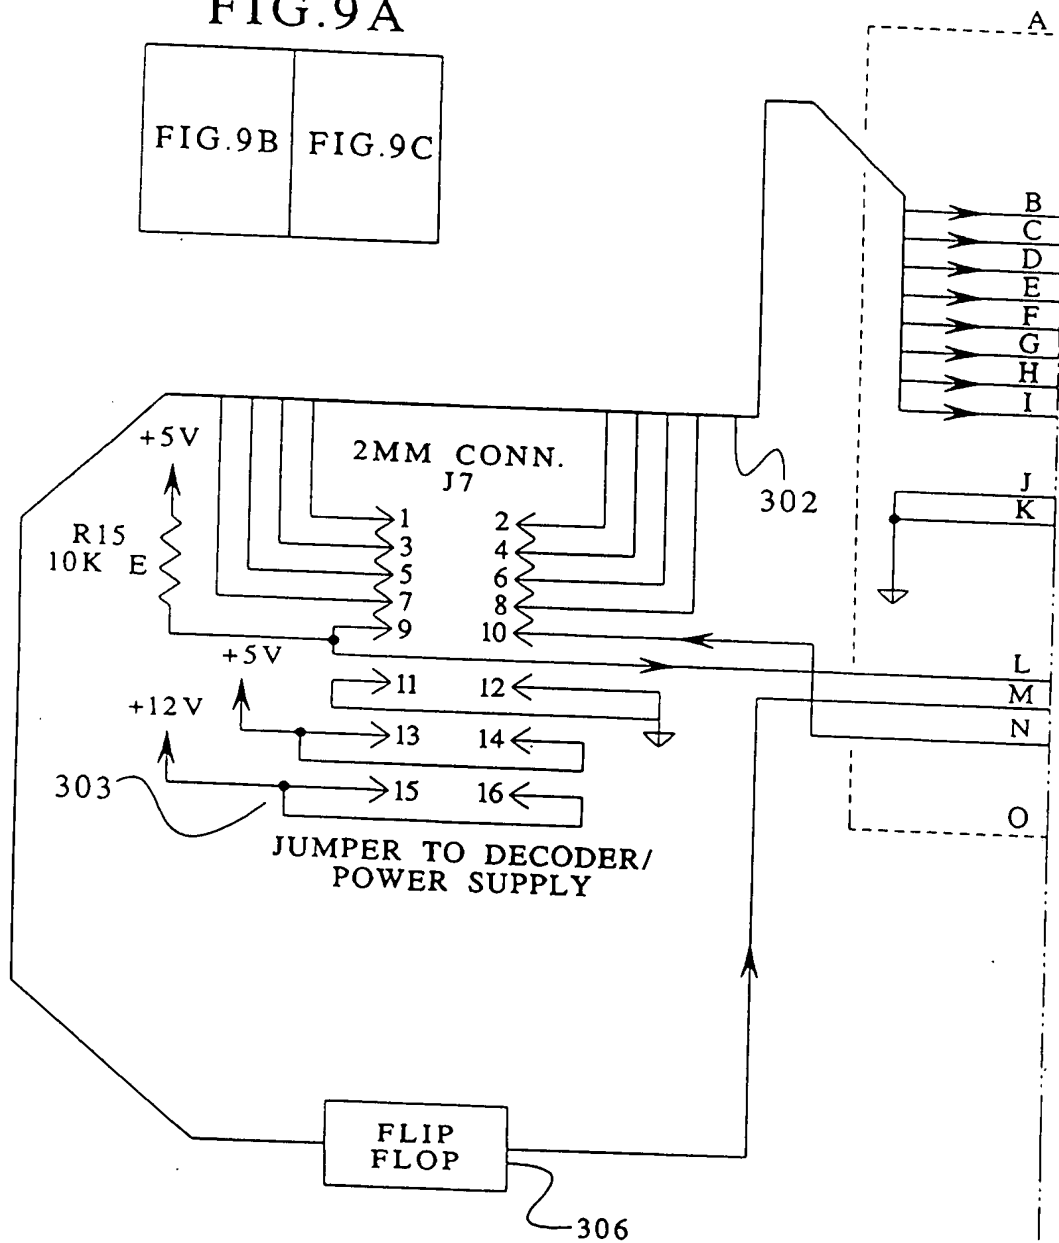 FIG.9A
FIG.9B FIG.9C
A
B
C
D
E
F
G
H
I
J
K
+5V
2MM CONN.
J7
302
R15
10K E
1 2
3 4
5 6
7 8
9 10
+5V
11 12
+12V
13 14
15 16
303
L
M
N
O
JUMPER TO DECODER/
POWER SUPPLY
FLIP
FLOP
306